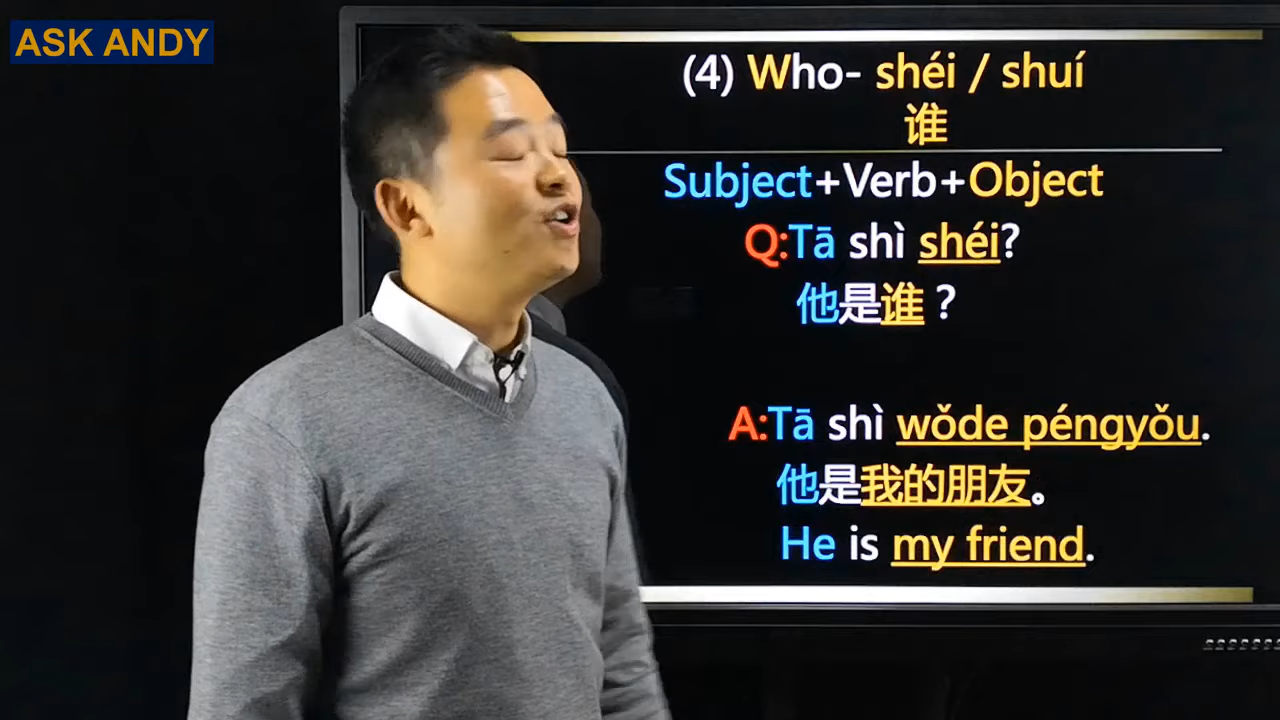 ASK ANDY
(4) Who- shéi / shuí
谁
Subject+Verb+Object
Q:Tā shì shéi?
他是谁？
A:Tā shì wǒde péngyǒu.
他是我的朋友。
He is my friend.